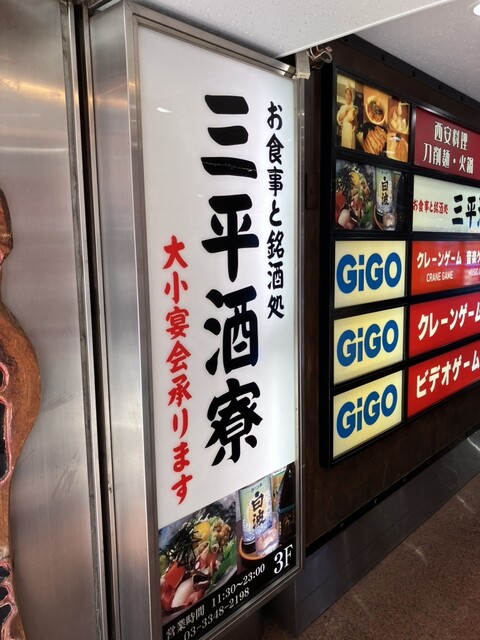 お食事と銘酒処
三平酒寮
大小宴会承ります
白波
3F
営業時間 11:30~23:00
03-3348-2198
西安料理
刀削麺・火鍋
白波
お食事と銘酒処
三平
GiGO
クレーンゲーム
CRANE GAME
GiGO
クレーンゲーム
GiGO
ビデオゲーム